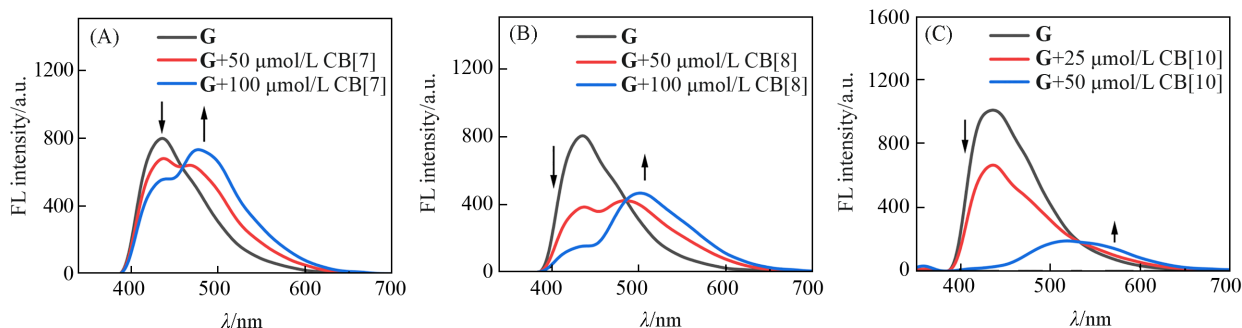 (A)
G
G+50 μmol/L CB[7]
G+100 μmol/L CB[7]
FL intensity/a.u.
1200
800
400
0
400
500
600
700
λ/nm
(B)
G
G+50 μmol/L CB[8]
G+100 μmol/L CB[8]
FL intensity/a.u.
1200
800
400
0
400
500
600
700
λ/nm
(C)
G
G+25 μmol/L CB[10]
G+50 μmol/L CB[10]
FL intensity/a.u.
1600
1200
800
400
0
400
500
600
700
λ/nm